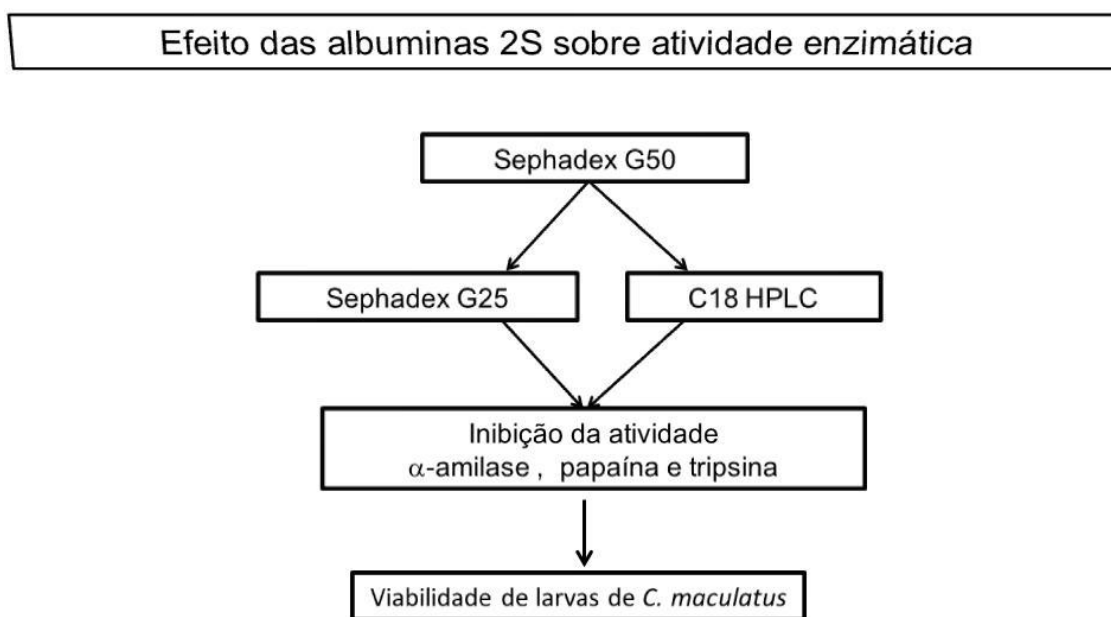 Efeito das albuminas 2S sobre atividade enzimática
Sephadex G50
Sephadex G25
C18 HPLC
Inibição da atividade
α-amilase , papaína e tripsina
Viabilidade de larvas de C. maculatus